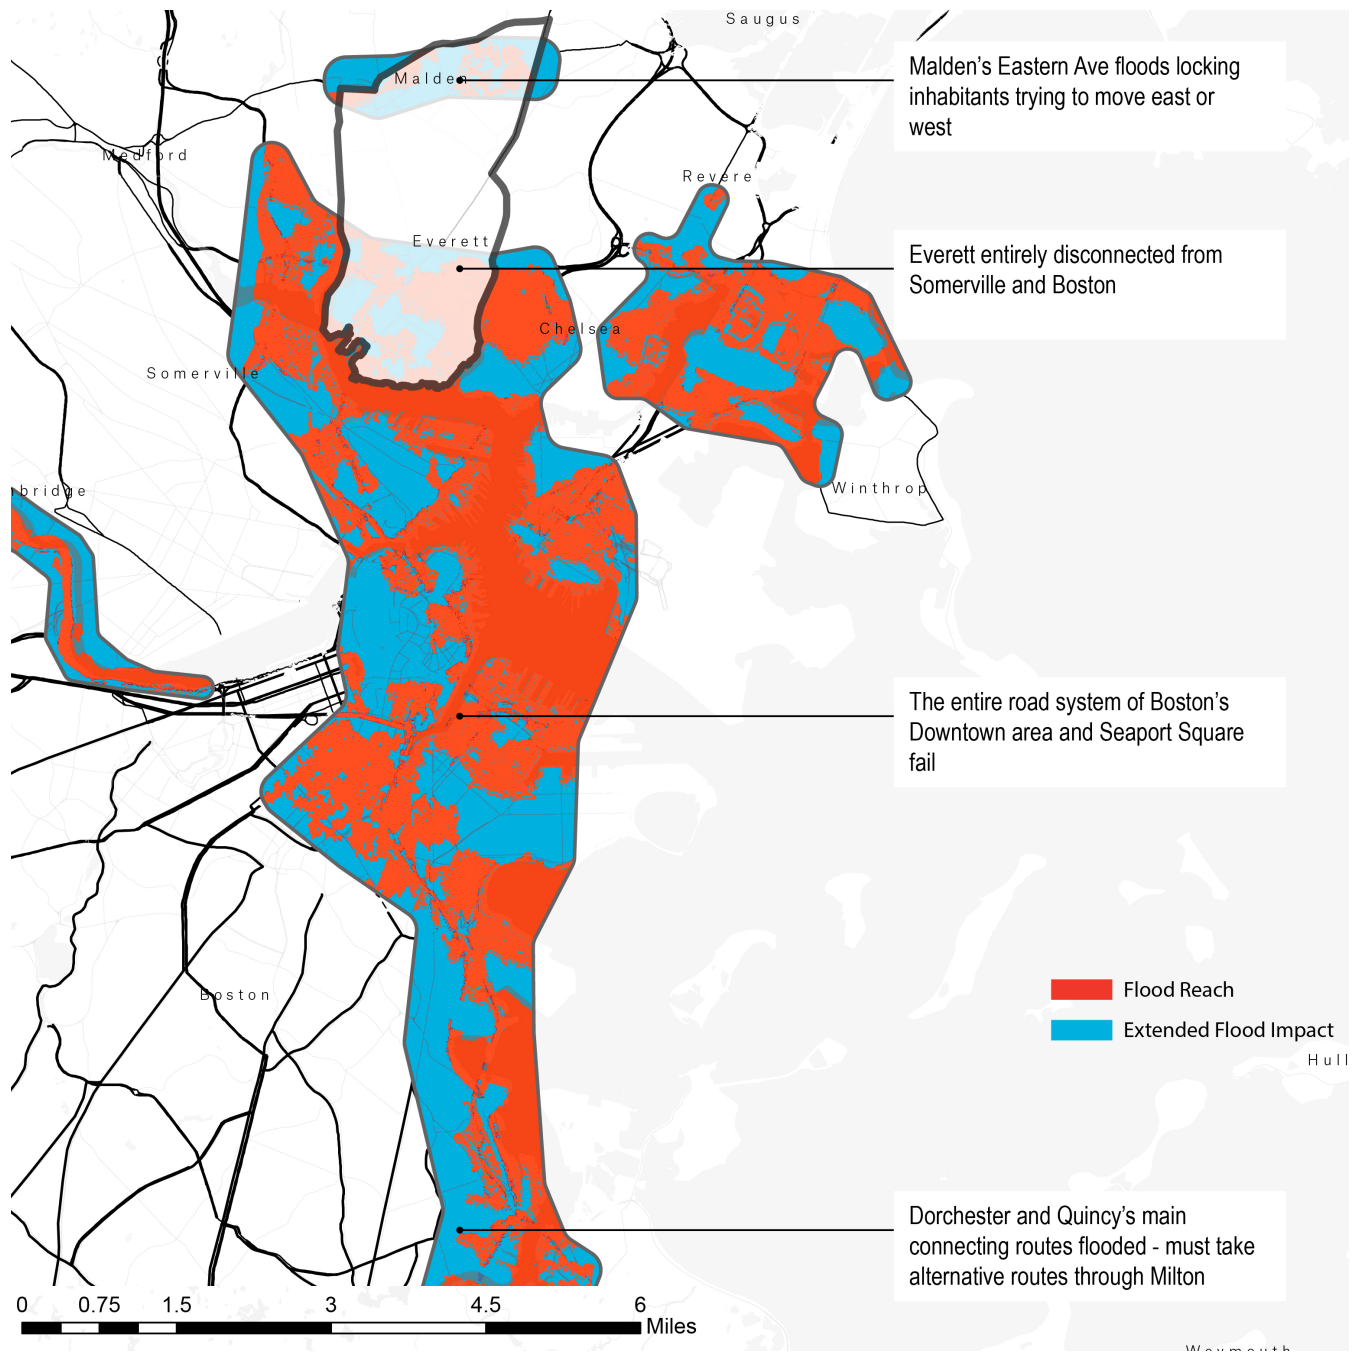 Saugus
Malden
Malden's Eastern Ave floods locking
inhabitants trying to move east or
west
Medford
Revere
Everett
Everett entirely disconnected from
Somerville and Boston
Chelsea
Somerville
bridge
Winthrop
The entire road system of Boston's
Downtown area and Seaport Square
fail
Boston
Flood Reach
Extended Flood Impact
Hull
Dorchester and Quincy's main
connecting routes flooded - must take
alternative routes through Milton
0 0.75 1.5 3 4.5 6
Miles
Weymouth